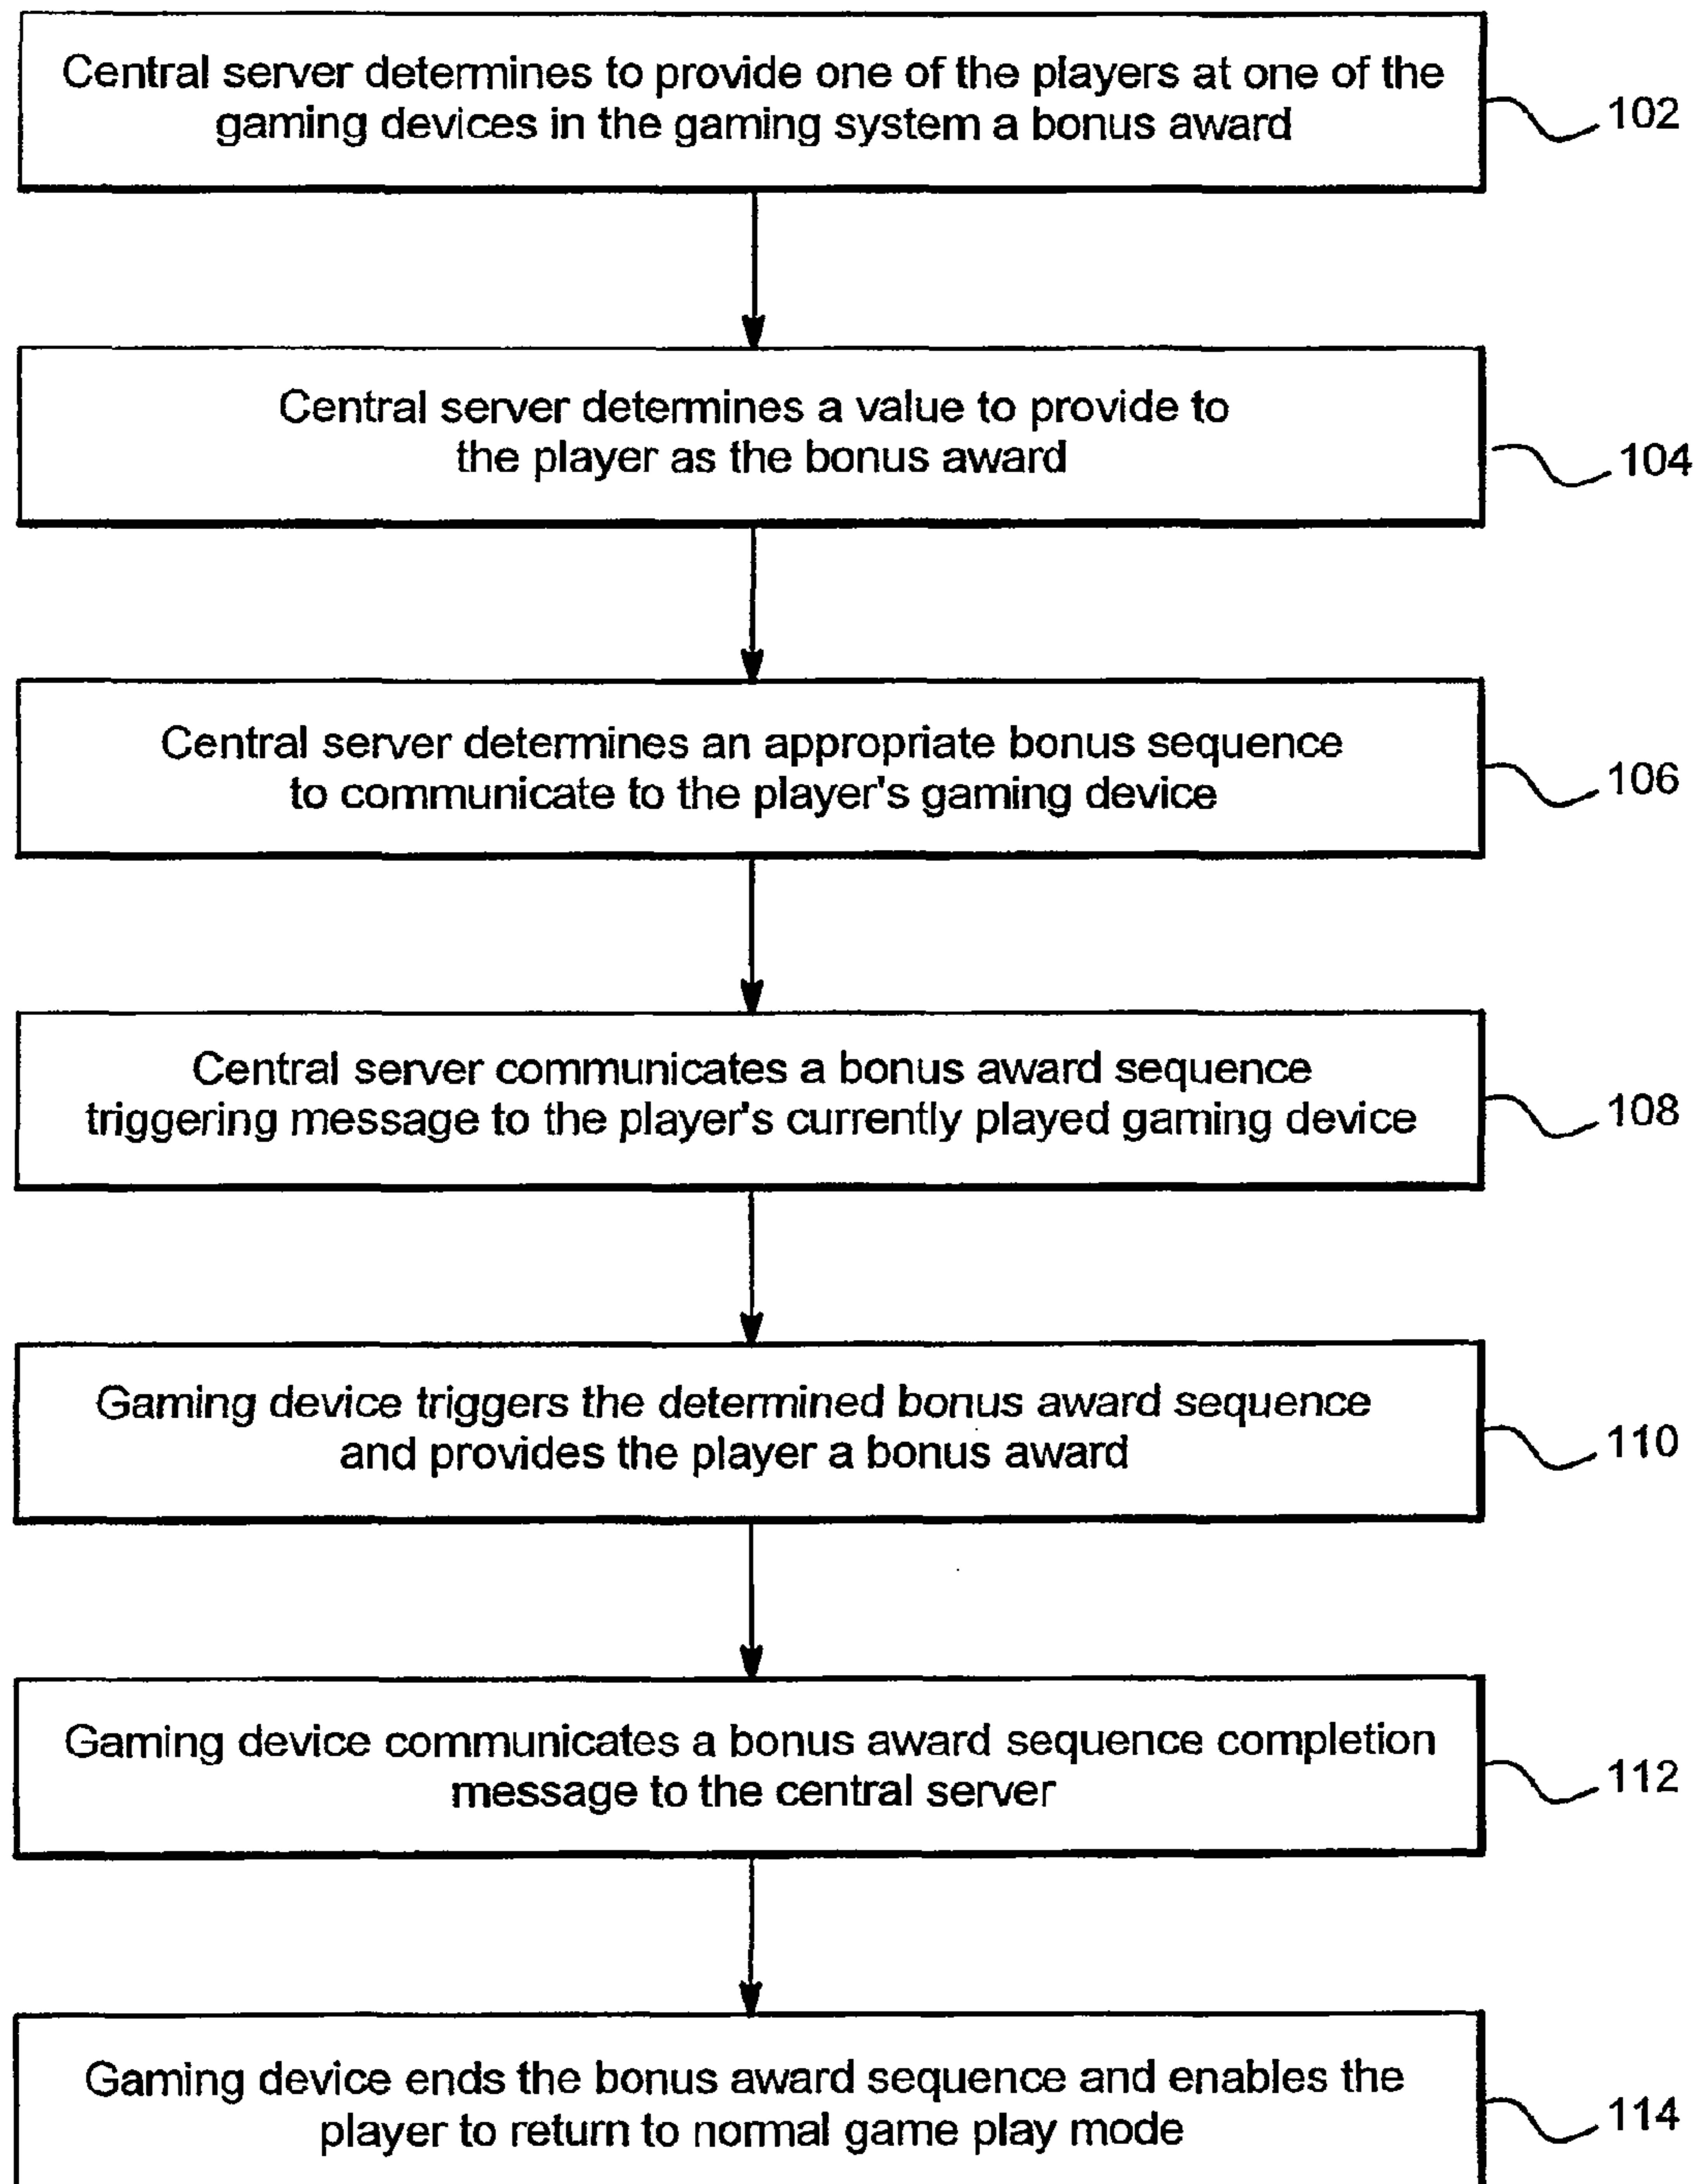 Central server determines to provide one of the players at one of the
gaming devices in the gaming system a bonus award
102
Central server determines a value to provide to
the player as the bonus award
104
Central server determines an appropriate bonus sequence
to communicate to the player's gaming device
106
Central server communicates a bonus award sequence
triggering message to the player's currently played gaming device
108
Gaming device triggers the determined bonus award sequence
and provides the player a bonus award
110
Gaming device communicates a bonus award sequence completion
message to the central server
112
Gaming device ends the bonus award sequence and enables the
player to return to normal game play mode
114